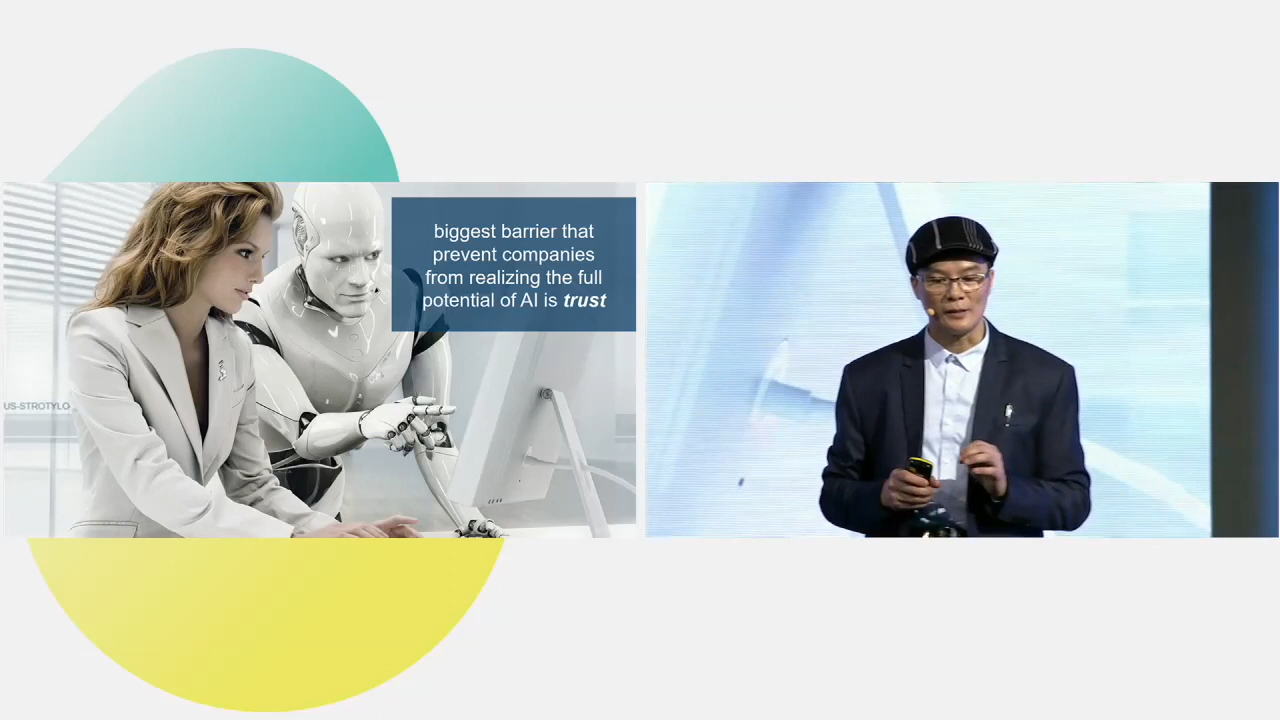 biggest barrier that
prevent companies
from realizing the full
potential of AI is trust
US-STROTYLO